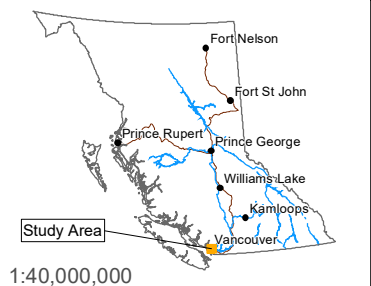 Fort Nelson
Fort St John
Prince Rupert
Prince George
Williams Lake
Kamloops
Study Area
Vancouver
1:40,000,000